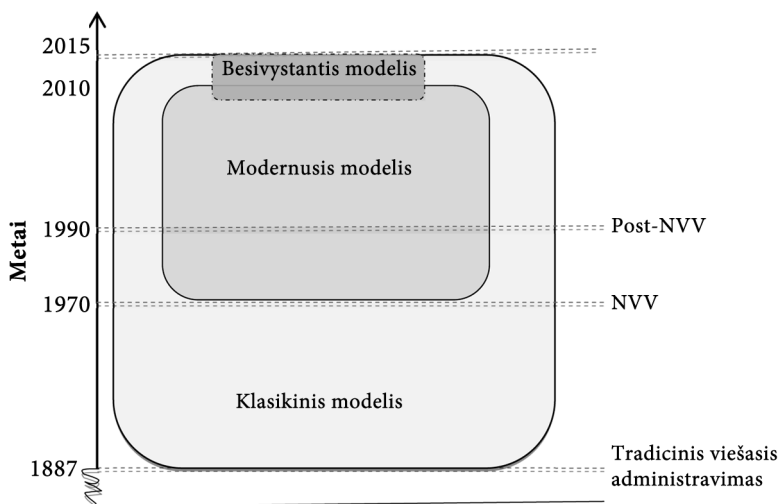 2015
Besivystantis modelis
2010
Modernusis modelis
Metai
1990
Post-NVV
1970
NVV
Klasikinis modelis
1887
Tradicinis viešasis
administravimas